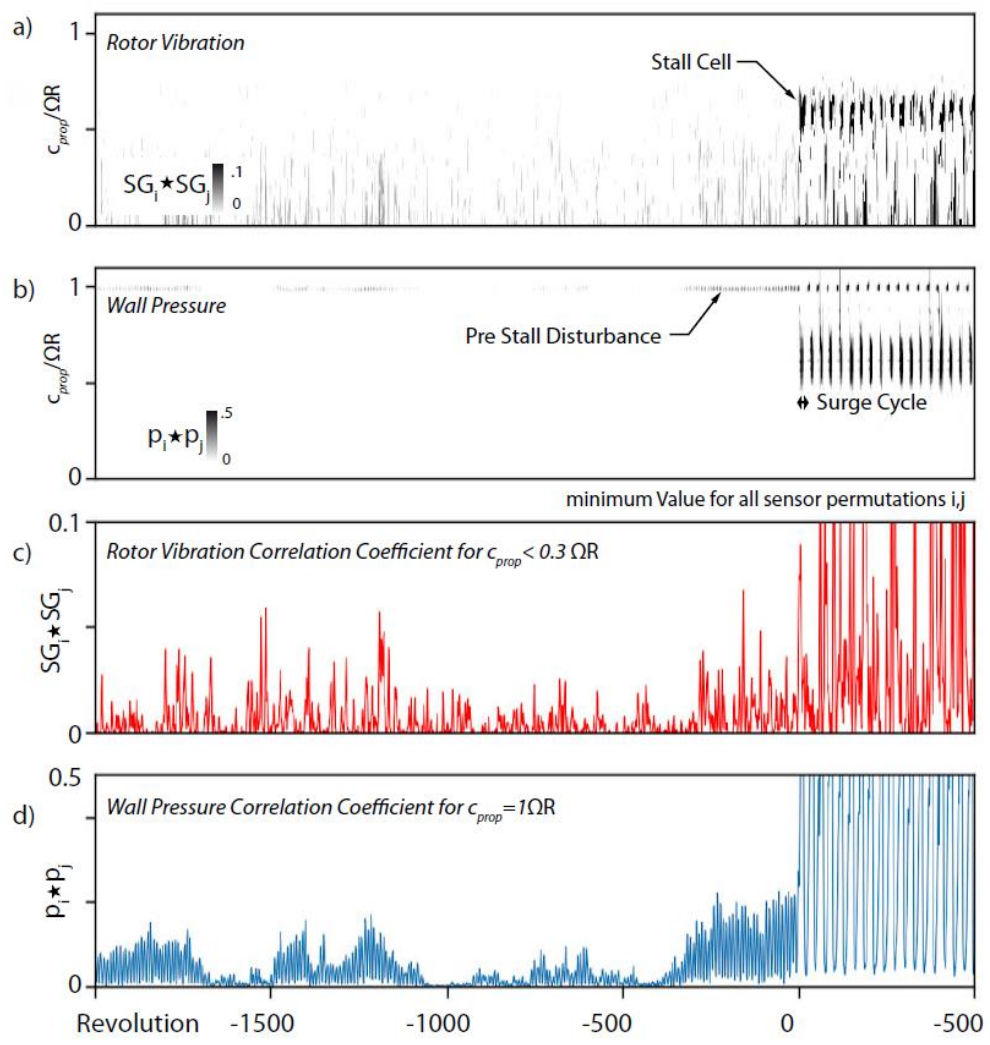 a)
1
Rotor Vibration
Stall Cell
c_prop/ΩR
SG_i★SG_j
.1
0
0
b)
1
Wall Pressure
Pre Stall Disturbance
c_prop/ΩR
p_i★p_j
.5
0
Surge Cycle
0
minimum Value for all sensor permutations i,j
c)
0.1
Rotor Vibration Correlation Coefficient for c_prop< 0.3 ΩR
SG_i★SG_j
0
d)
0.5
Wall Pressure Correlation Coefficient for c_prop=1ΩR
p_i★p_j
0
Revolution -1500 -1000 -500 0 -500